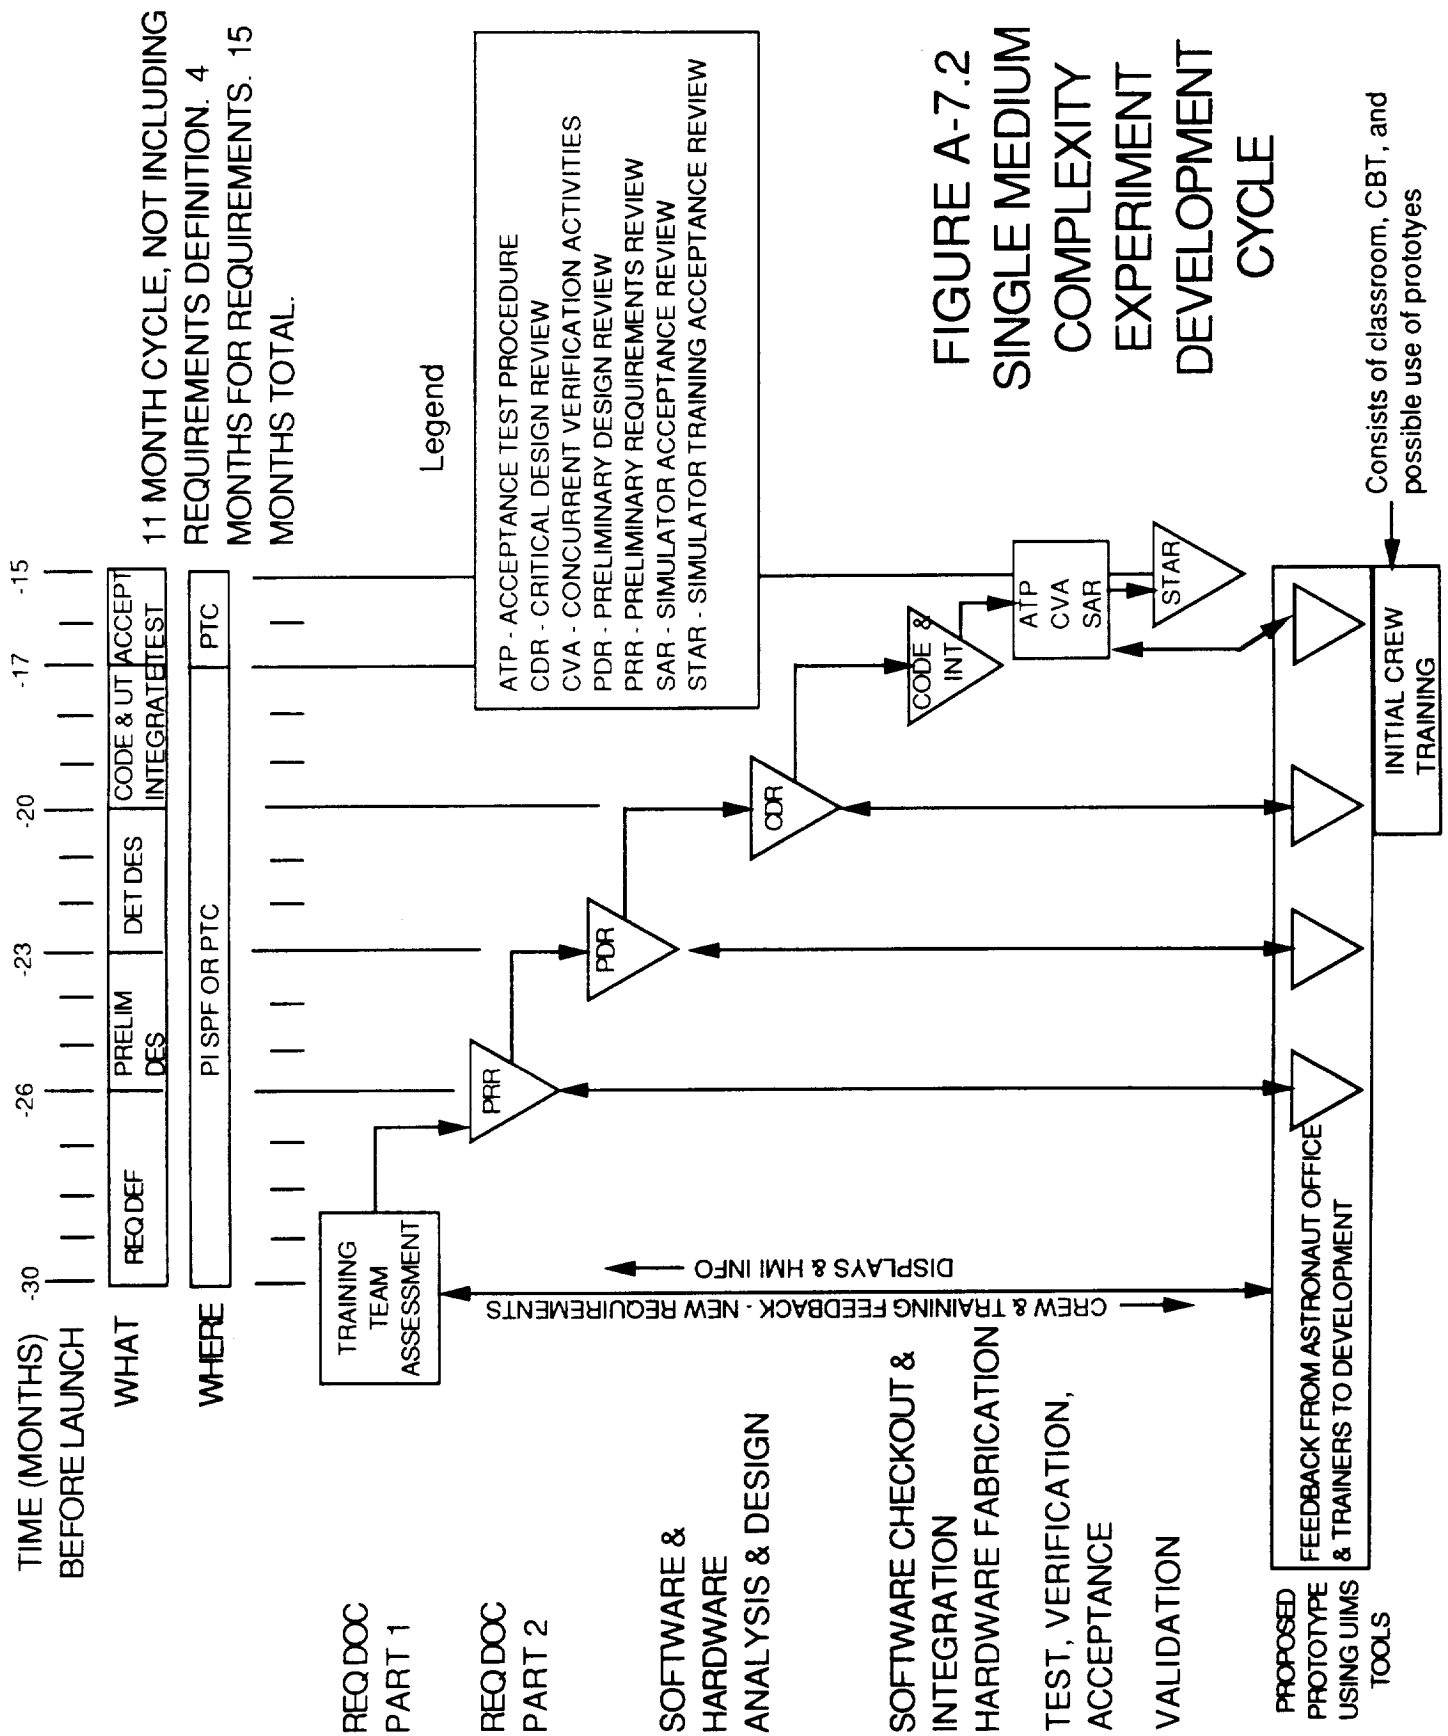 TIME (MONTHS)
BEFORE LAUNCH
-30
-26
-23
-20
-17
-15
WHAT
REQ DEF
PRELIM
DES
DET DES
CODE & UT
INTEGRATE
ACCEPT
TEST
WHERE
PI SPF OR PTC
PTC
11 MONTH CYCLE, NOT INCLUDING
REQUIREMENTS DEFINITION. 4
MONTHS FOR REQUIREMENTS. 15
MONTHS TOTAL.
Legend
ATP - ACCEPTANCE TEST PROCEDURE
CDR - CRITICAL DESIGN REVIEW
CVA - CONCURRENT VERIFICATION ACTIVITIES
PDR - PRELIMINARY DESIGN REVIEW
PRR - PRELIMINARY REQUIREMENTS REVIEW
SAR - SIMULATOR ACCEPTANCE REVIEW
STAR - SIMULATOR TRAINING ACCEPTANCE REVIEW
REQ DOC
PART 1
TRAINING
TEAM
ASSESSMENT
REQ DOC
PART 2
PRR
PDR
SOFTWARE &
HARDWARE
ANALYSIS & DESIGN
CDR
SOFTWARE CHECKOUT &
INTEGRATION
HARDWARE FABRICATION
CODE &
INT
TEST, VERIFICATION,
ACCEPTANCE
ATP
CVA
SAR
VALIDATION
STAR
DISPLAYS & HMI INFO
CREW & TRAINING FEEDBACK - NEW REQUIREMENTS
PROPOSED
PROTOTYPE
USING UIMS
TOOLS
FEEDBACK FROM ASTRONAUT OFFICE
& TRAINERS TO DEVELOPMENT
INITIAL CREW
TRAINING
Consists of classroom, CBT, and
possible use of prototyes
FIGURE A-7.2
SINGLE MEDIUM
COMPLEXITY
EXPERIMENT
DEVELOPMENT
CYCLE